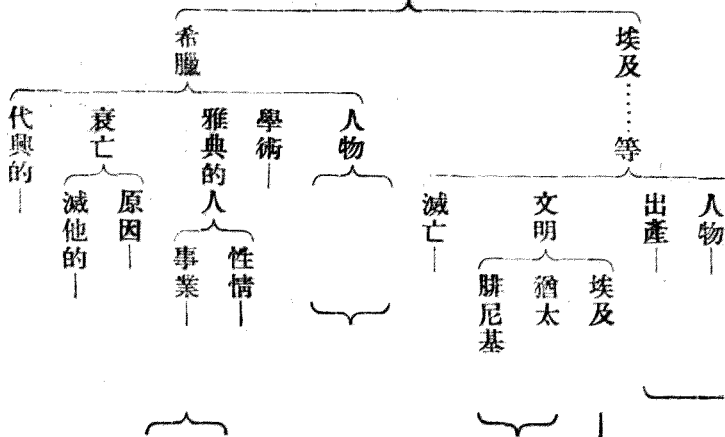 埃及……等
人物
出產
文明
埃及
猶太
腓尼基
滅亡
希臘
人物
學術
雅典的人
性情
事業
衰亡
原因
滅他的
代興的